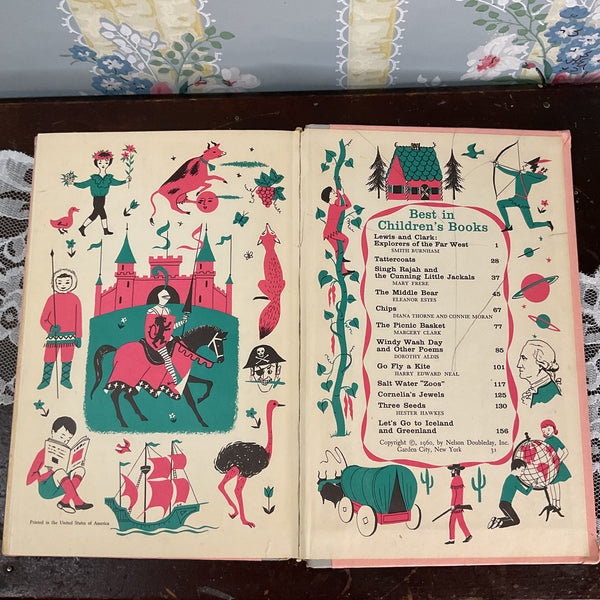 Printed in the United States of America
Best in
Children's Books
Lewis and Clark:
Explorers of the Far West 1
SMITH BURNHAM
Tattercoats 28
Singh Rajah and
the Cunning Little Jackals 37
MARY FRERE
The Middle Bear 45
ELEANOR ESTES
Chips 67
DIANA THORNE AND CONNIE MORAN
The Picnic Basket 77
MARGERY CLARK
Windy Wash Day
and Other Poems 85
DOROTHY ALDIS
Go Fly a Kite 101
HARRY EDWARD NEAL
Salt Water "Zoos" 117
Cornelia's Jewels 125
Three Seeds 130
HESTER HAWKES
Let's Go to Iceland
and Greenland 156
Copyright ©, 1960, by Nelson Doubleday, Inc.
Garden City, New York
31